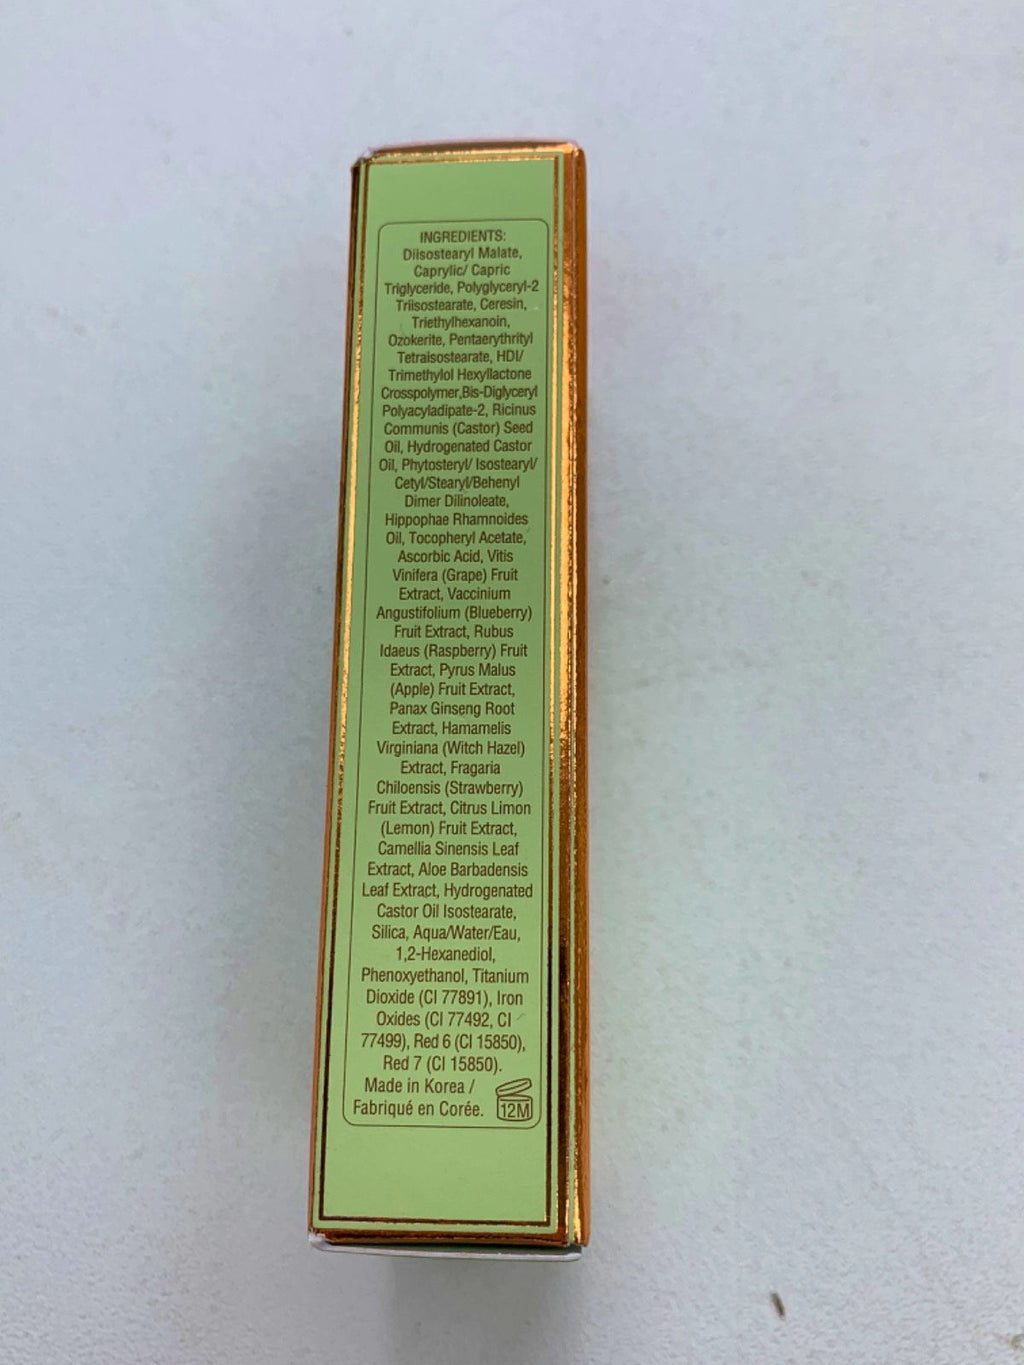 INGREDIENTS:
Diisostearyl Malate,
Caprylic/ Capric
Triglyceride, Polyglyceryl-2
Triisostearate, Ceresin,
Triethylhexanoin,
Ozokerite, Pentaerythrityl
Tetraisostearate, HDI/
Trimethylol Hexyllactone
Crosspolymer,Bis-Diglyceryl
Polyacyladipate-2, Ricinus
Communis (Castor) Seed
Oil, Hydrogenated Castor
Oil, Phytosteryl/ Isostearyl/
Cetyl/Stearyl/Behenyl
Dimer Dilinoleate,
Hippophae Rhamnoides
Oil, Tocopheryl Acetate,
Ascorbic Acid, Vitis
Vinifera (Grape) Fruit
Extract, Vaccinium
Angustifolium (Blueberry)
Fruit Extract, Rubus
Idaeus (Raspberry) Fruit
Extract, Pyrus Malus
(Apple) Fruit Extract,
Panax Ginseng Root
Extract, Hamamelis
Virginiana (Witch Hazel)
Extract, Fragaria
Chiloensis (Strawberry)
Fruit Extract, Citrus Limon
(Lemon) Fruit Extract,
Camellia Sinensis Leaf
Extract, Aloe Barbadensis
Leaf Extract, Hydrogenated
Castor Oil Isostearate,
Silica, Aqua/Water/Eau,
1,2-Hexanediol,
Phenoxyethanol, Titanium
Dioxide (CI 77891), Iron
Oxides (CI 77492, CI
77499), Red 6 (CI 15850),
Red 7 (CI 15850).
Made in Korea /
Fabriqué en Corée.
12M